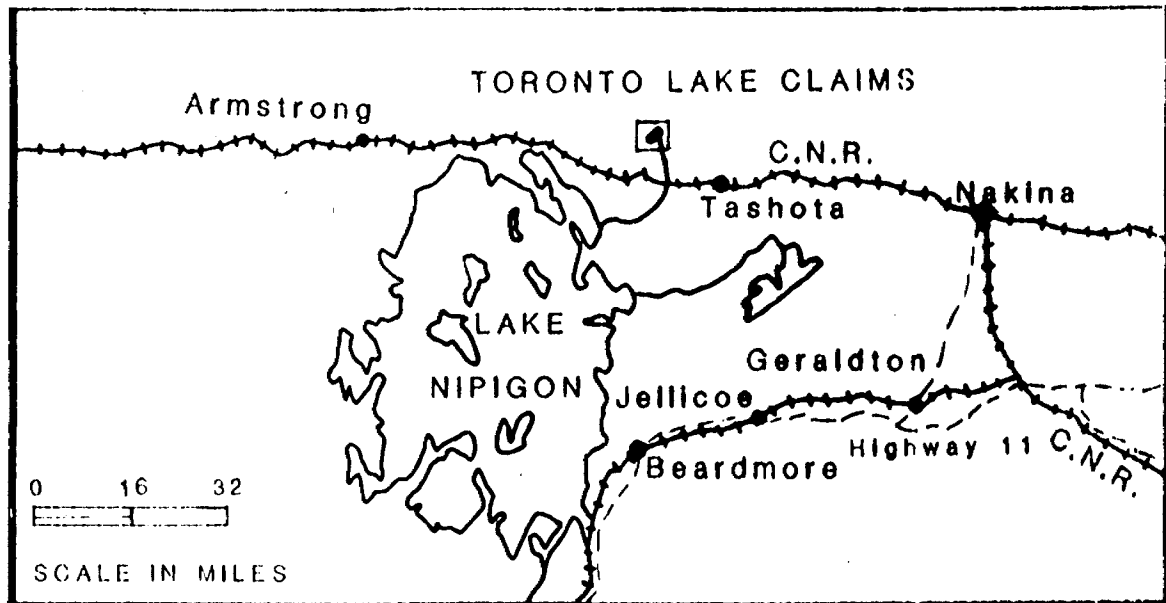 TORONTO LAKE CLAIMS
Armstrong
C.N.R.
Nakina
Tashota
LAKE
NIPIGON
Geraldton
Jellicoe
Highway 11
Beardmore
C.N.R.
0 16 32
SCALE IN MILES